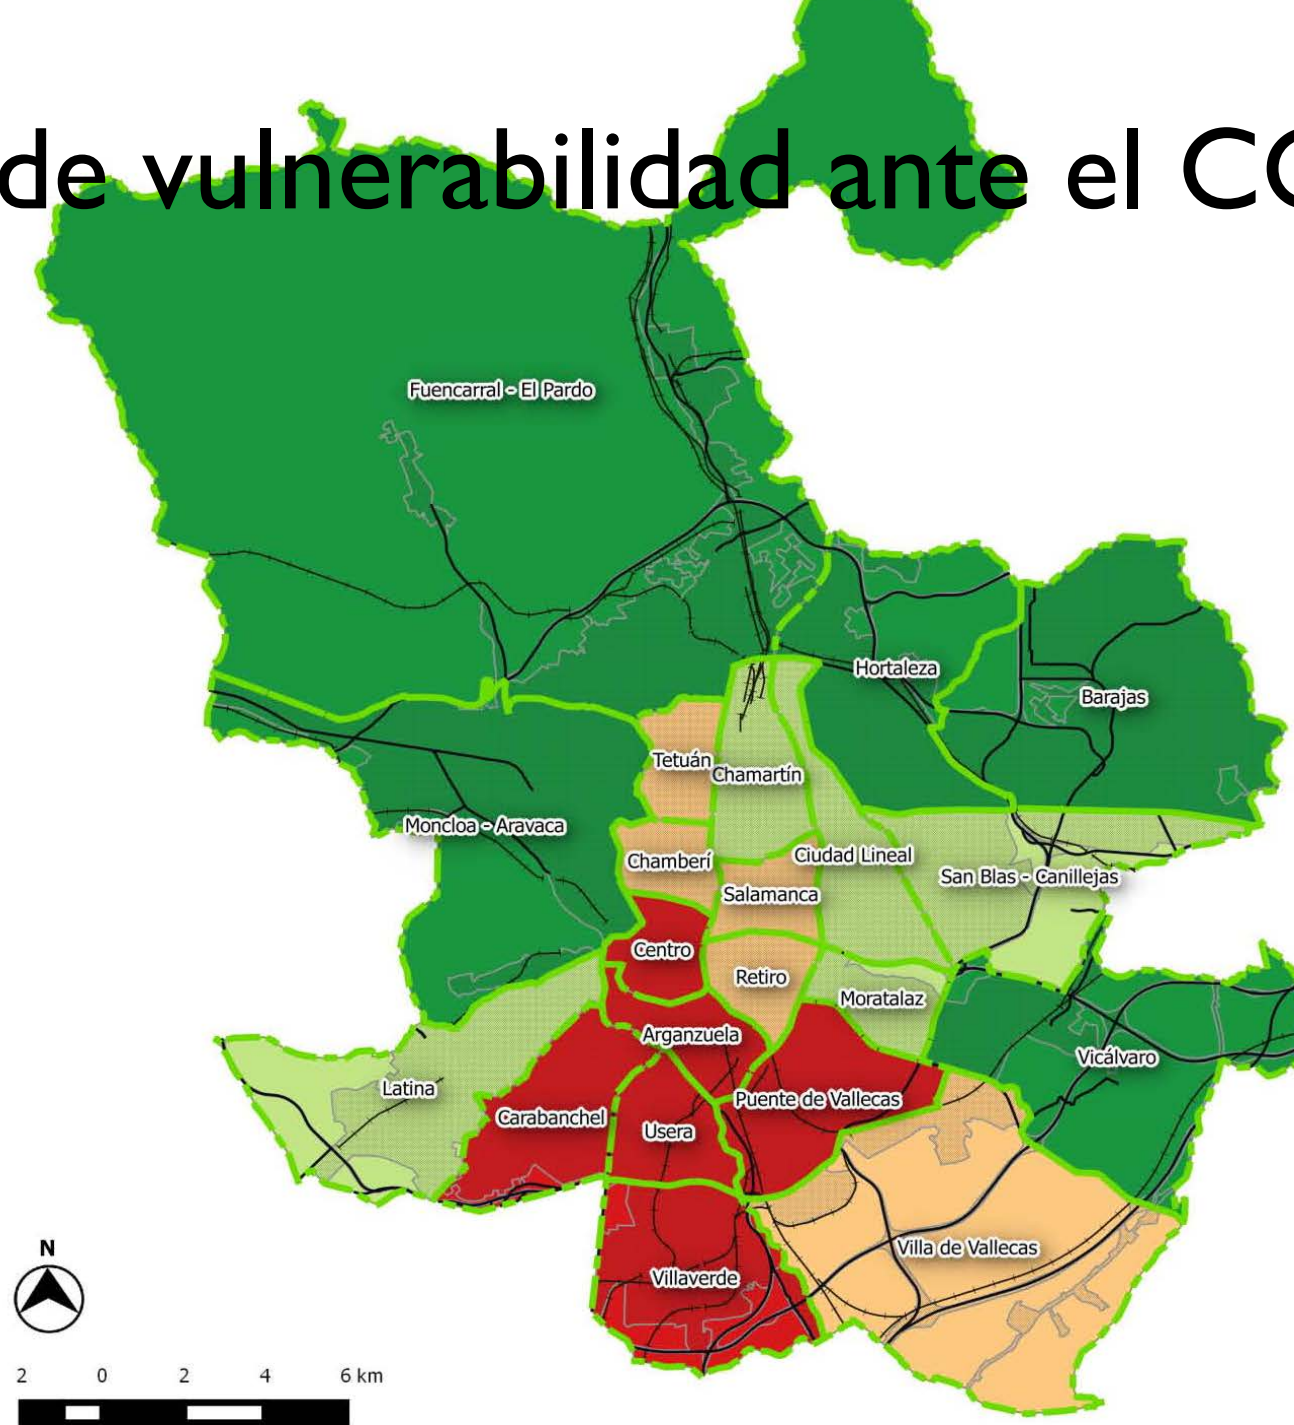 de vulnerabilidad ante el CO
Fuencarral - El Pardo
Hortaleza
Barajas
Tetuán
Chamartín
Moncloa - Aravaca
Chamberí
Ciudad Lineal
San Blas - Canillejas
Salamanca
Centro
Retiro
Moratalaz
Arganzuela
Vicálvaro
Latina
Carabanchel
Usera
Puente de Vallecas
Villa de Vallecas
Villaverde
N
2 0 2 4 6 km